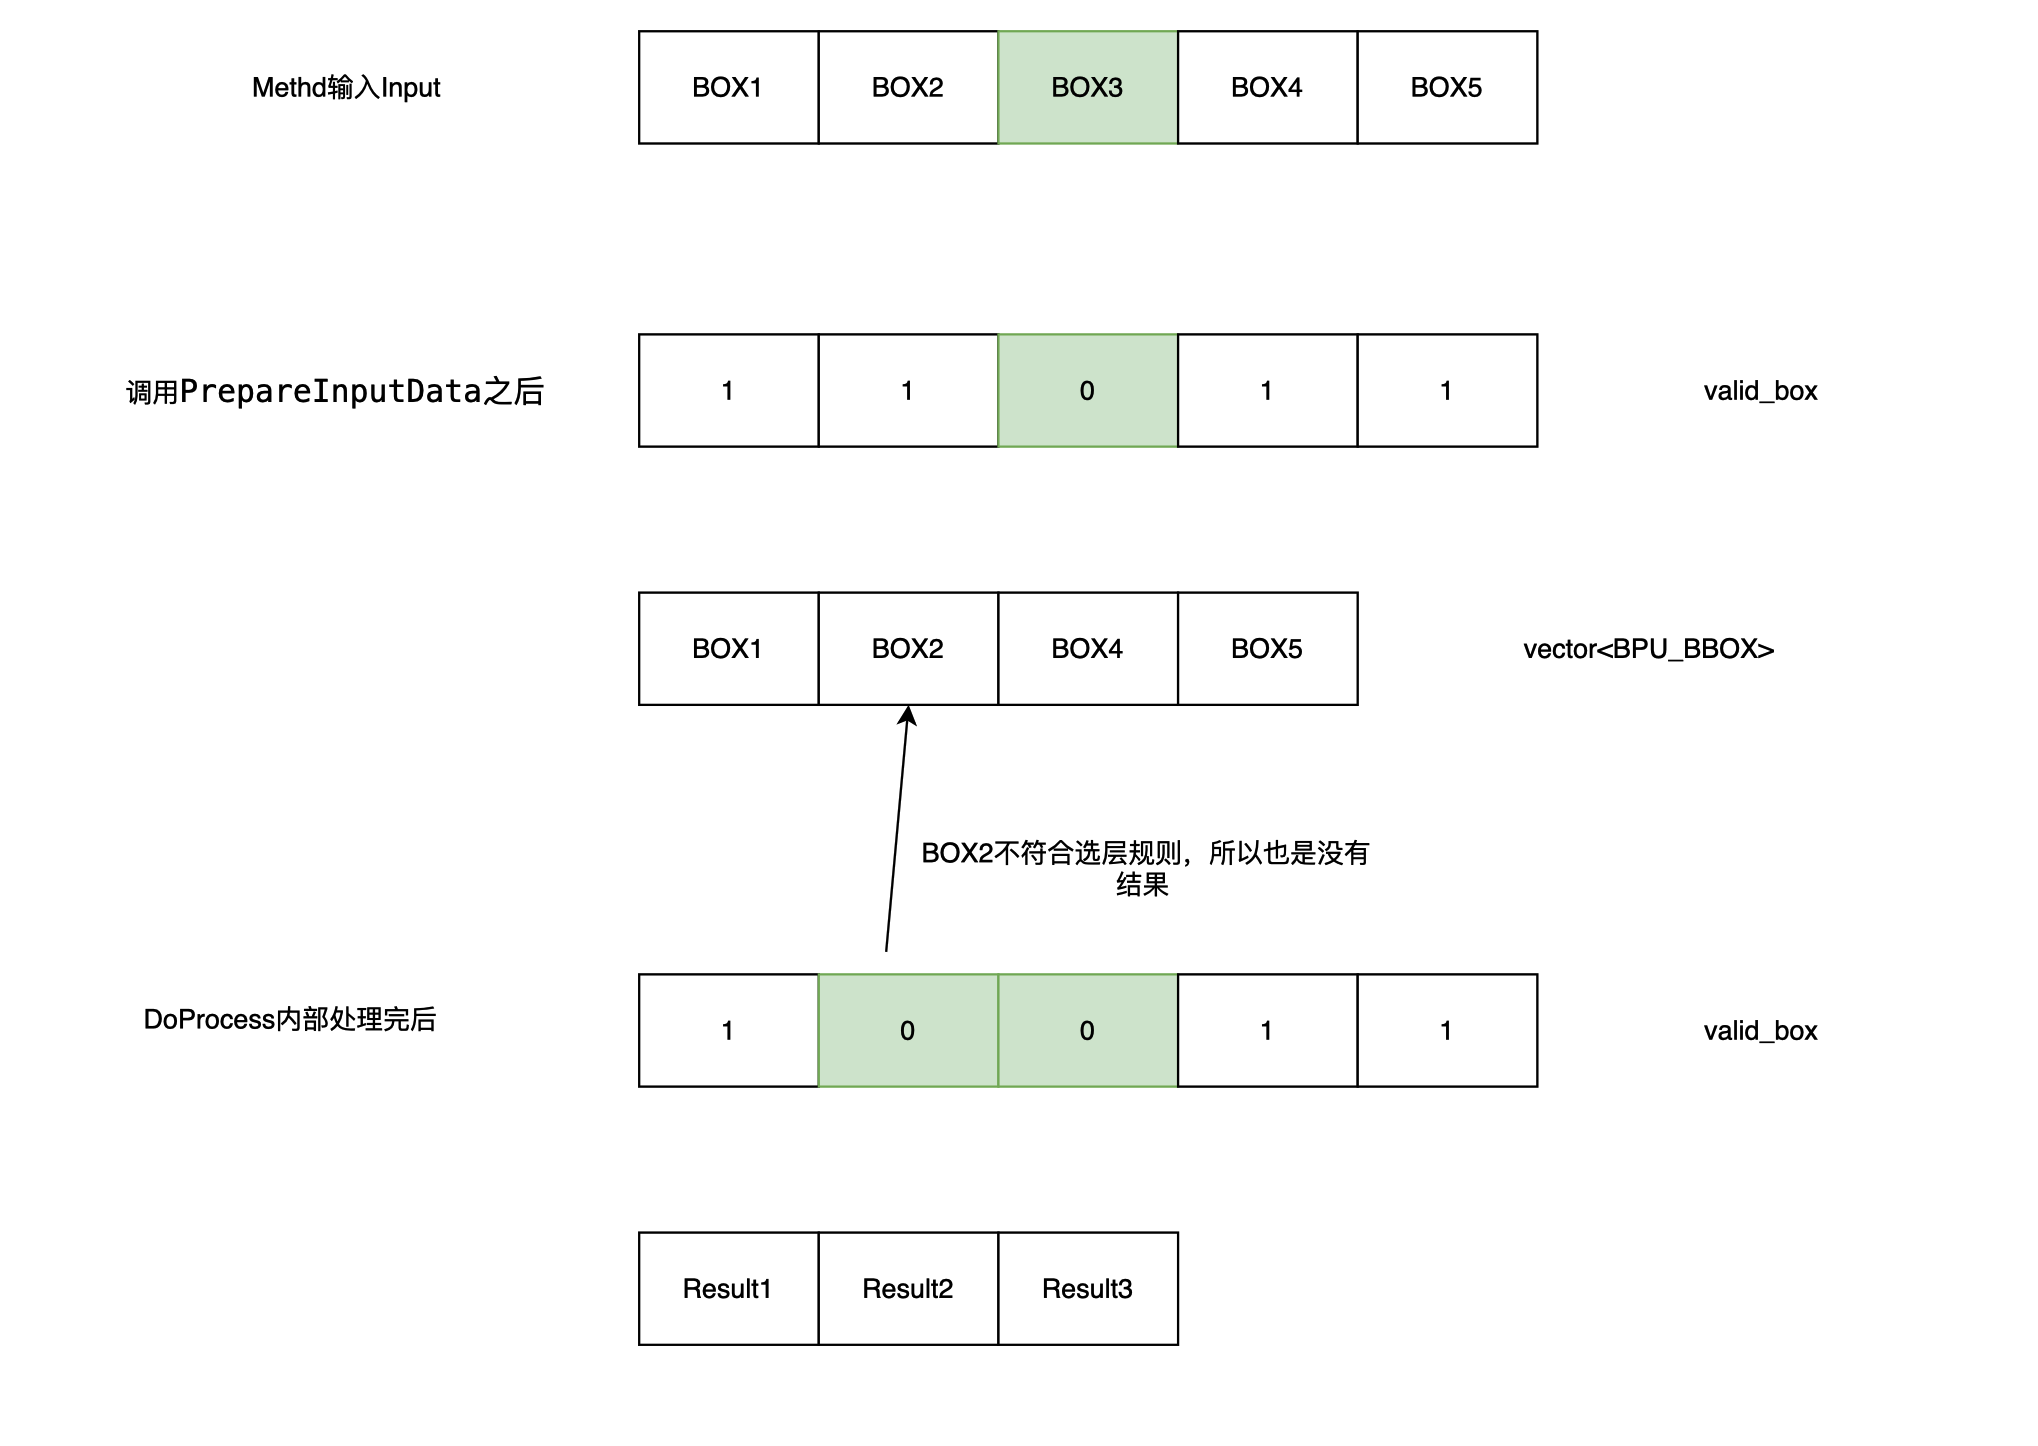 Methd输入Input
BOX1 BOX2 BOX3 BOX4 BOX5
调用PrepareInputData之后
1 1 0 1 1
valid_box
BOX1 BOX2 BOX4 BOX5
vector<BPU_BBOX>
BOX2不符合选层规则，所以也是没有
结果
DoProcess内部处理完后
1 0 0 1 1
valid_box
Result1 Result2 Result3